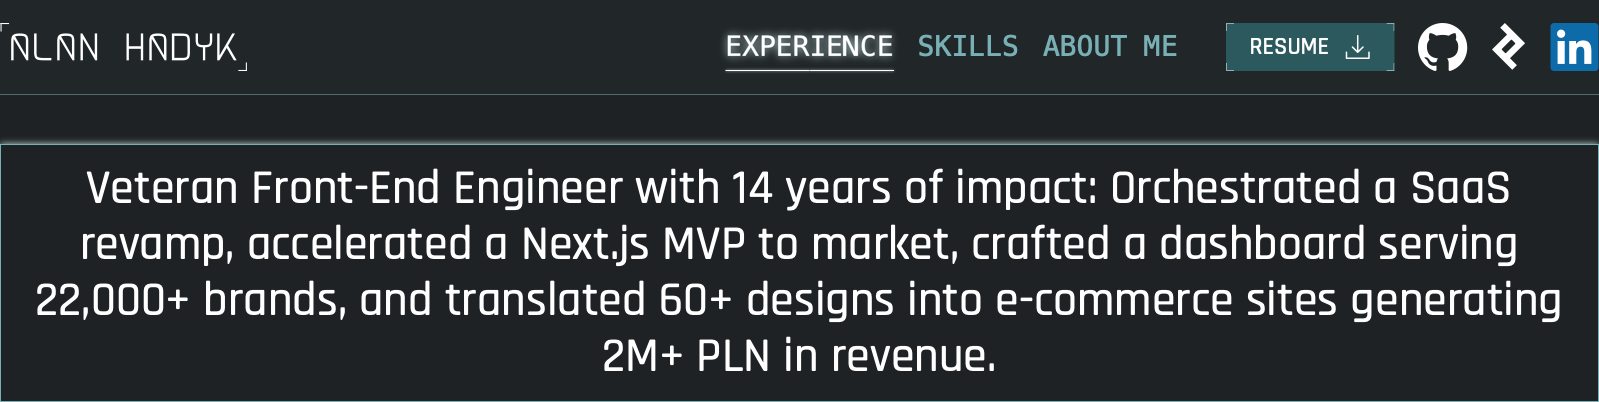 ALAN HADYK
EXPERIENCE SKILLS ABOUT ME RESUME in
Veteran Front-End Engineer with 14 years of impact: Orchestrated a SaaS
revamp, accelerated a Next.js MVP to market, crafted a dashboard serving
22,000+ brands, and translated 60+ designs into e-commerce sites generating
2M+ PLN in revenue.